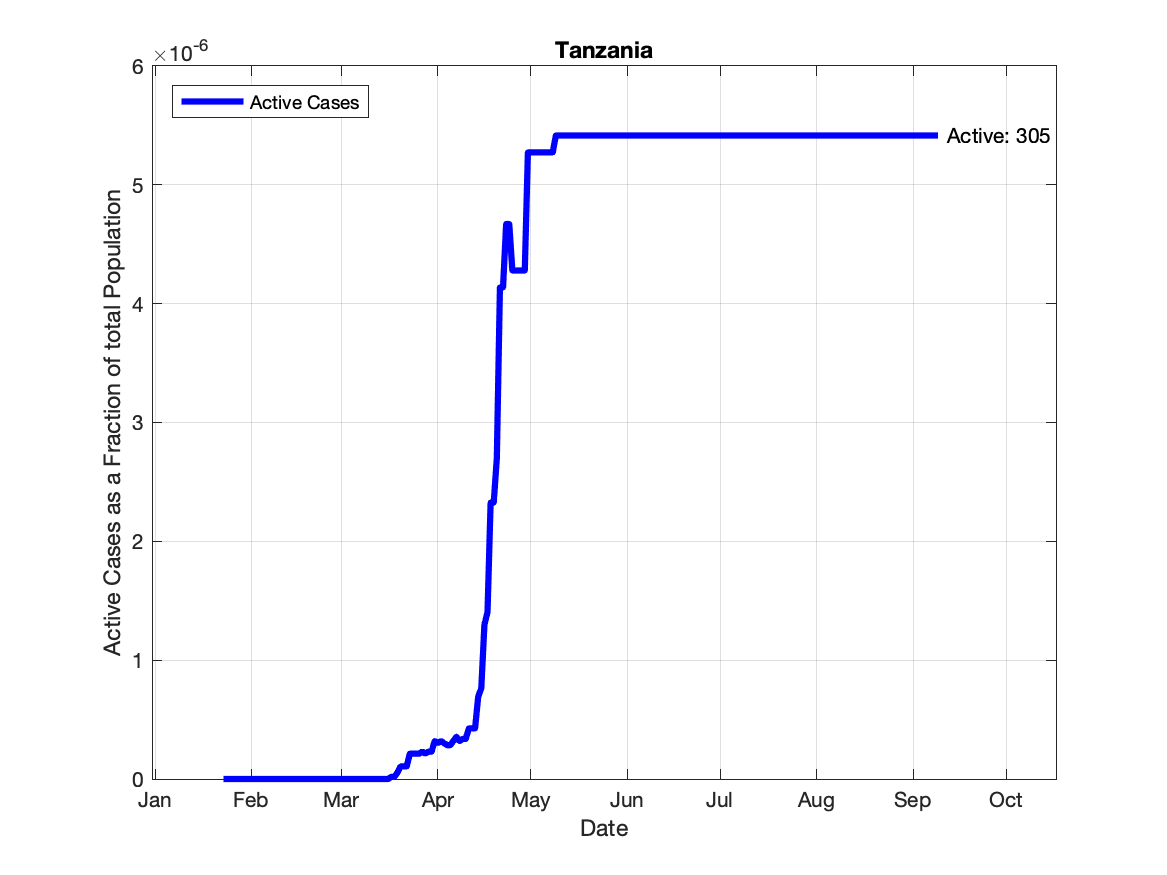 Tanzania
×10-6
6
5
4
3
2
1
0
Active Cases
Active: 305
Active Cases as a Fraction of total Population
Jan Feb Mar Apr May Jun Jul Aug Sep Oct
Date